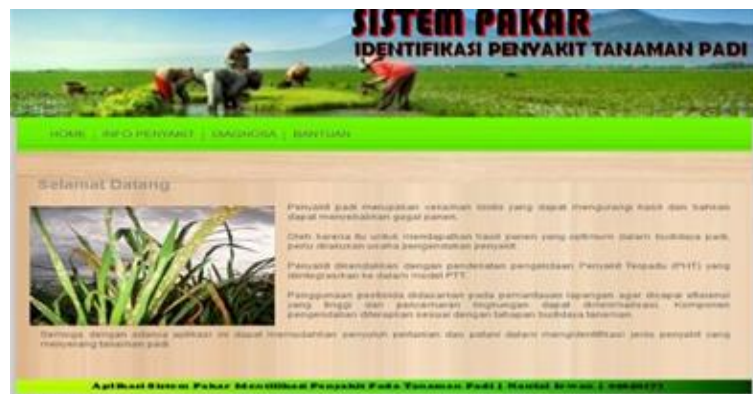 SISTEM PAKAR
IDENTIFIKASI PENYAKIT TANAMAN PADI
HOME | INFO PENYAKIT | DIAGNOSA | BANTUAN
Selamat Datang
Penyakit padi merupakan cekaman biotis yang dapat mengurangi hasil dan bahkan
dapat menyebabkan gagal panen.
Oleh karena itu untuk mendapatkan hasil panen yang optimum dalam budidaya padi,
perlu dilakukan usaha pengendalian penyakit.
Penyakit dikendalikan dengan pendekatan pengelolaan Penyakit Terpadu (PHT) yang
diintegrasikan ke dalam model PTT.
Penggunaan pestisida didasarkan pada pemantauan lapangan agar dicapai efisiensi
yang tinggi dan pencemaran lingkungan dapat diminimalisasi. Komponen
pengendalian diterapkan sesuai dengan tahapan budidaya tanaman.
Semoga dengan adanya aplikasi ini dapat memudahkan penyuluh pertanian dan petani dalam mengidentifikasi jenis penyakit yang
menyerang tanaman padi.
Aplikasi Sistem Pakar Identifikasi Penyakit Pada Tanaman Padi |